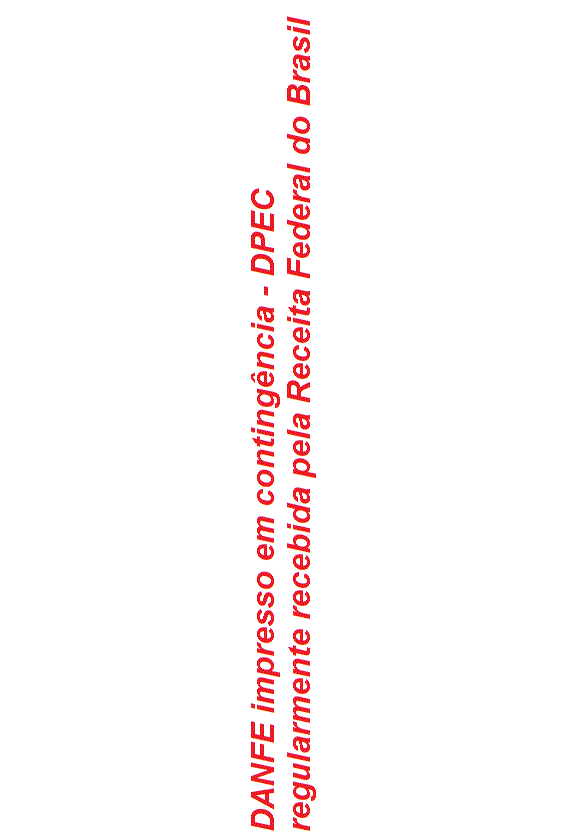 DANFE impresso em contingência - DPEC
regularmente recebida pela Receita Federal do Brasil